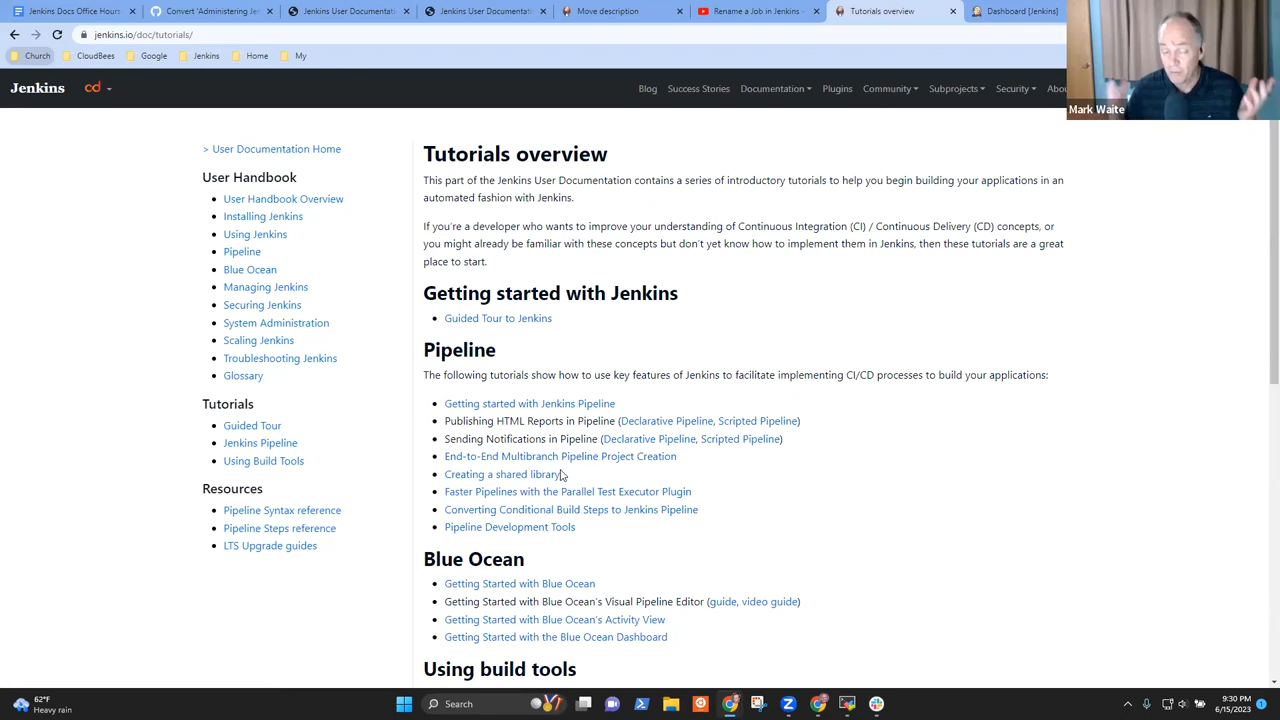 Jenkins Docs Office Hours
Convert 'Administering Je
Jenkins User Documentat
Jenkins User Documentat
Move description
Rename a Job in Jenkins -
Tutorials overview
Dashboard [Jenkins]
jenkins.io/doc/tutorials/
Church
CloudBees
Google
Jenkins
Home
My
Jenkins
cd
Blog
Success Stories
Documentation
Plugins
Community
Subprojects
Security
Abou
Mark Waite
> User Documentation Home
User Handbook
User Handbook Overview
Installing Jenkins
Using Jenkins
Pipeline
Blue Ocean
Managing Jenkins
Securing Jenkins
System Administration
Scaling Jenkins
Troubleshooting Jenkins
Glossary
Tutorials
Guided Tour
Jenkins Pipeline
Using Build Tools
Resources
Pipeline Syntax reference
Pipeline Steps reference
LTS Upgrade guides
Tutorials overview
This part of the Jenkins User Documentation contains a series of introductory tutorials to help you begin building your applications in an
automated fashion with Jenkins.
If you're a developer who wants to improve your understanding of Continuous Integration (CI) / Continuous Delivery (CD) concepts, or
you might already be familiar with these concepts but don't yet know how to implement them in Jenkins, then these tutorials are a great
place to start.
Getting started with Jenkins
Guided Tour to Jenkins
Pipeline
The following tutorials show how to use key features of Jenkins to facilitate implementing CI/CD processes to build your applications:
Getting started with Jenkins Pipeline
Publishing HTML Reports in Pipeline (Declarative Pipeline, Scripted Pipeline)
Sending Notifications in Pipeline (Declarative Pipeline, Scripted Pipeline)
End-to-End Multibranch Pipeline Project Creation
Creating a shared library
Faster Pipelines with the Parallel Test Executor Plugin
Converting Conditional Build Steps to Jenkins Pipeline
Pipeline Development Tools
Blue Ocean
Getting Started with Blue Ocean
Getting Started with Blue Ocean's Visual Pipeline Editor (guide, video guide)
Getting Started with Blue Ocean's Activity View
Getting Started with the Blue Ocean Dashboard
Using build tools
62°F
Heavy rain
Search
9:30 PM
6/15/2023